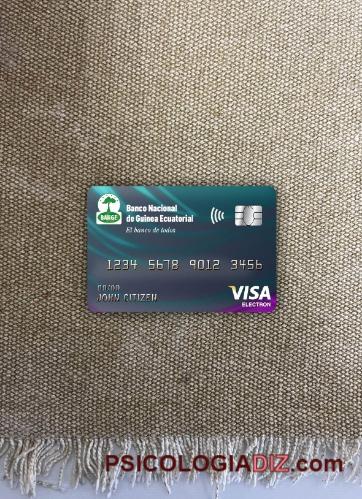 BANGE
Banco Nacional
de Guinea Ecuatorial
El banco de todos
1234 5678 9012 3456
00/00
JOHN CITIZEN
VISA
ELECTRON
PSICOLOGIADIZ.com